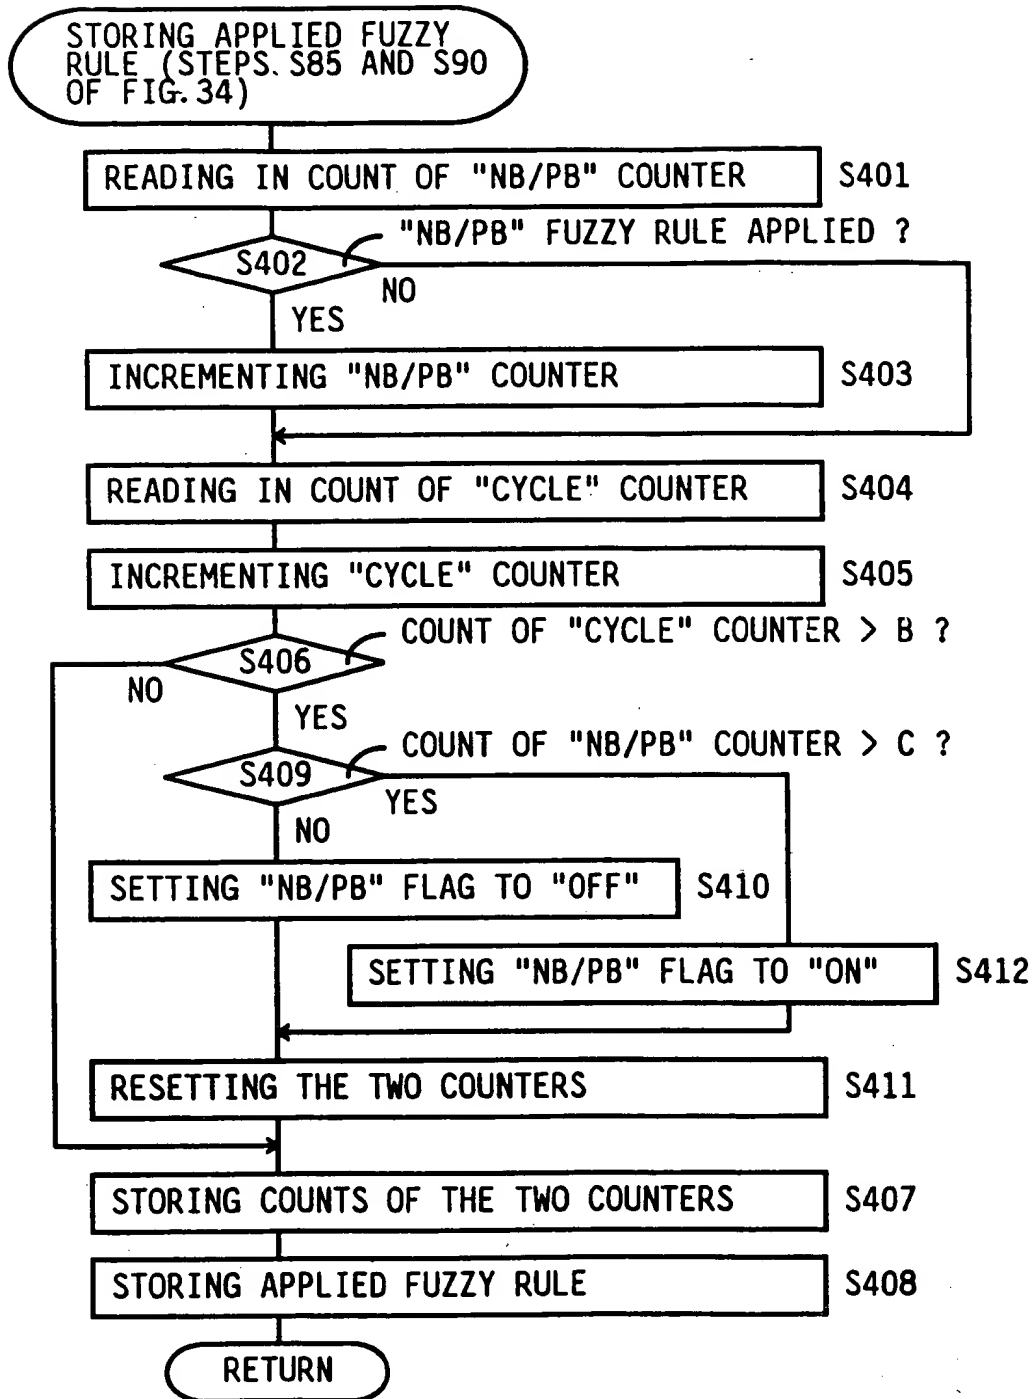 STORING APPLIED FUZZY
RULE (STEPS. S85 AND S90
OF FIG. 34)
READING IN COUNT OF "NB/PB" COUNTER S401
"NB/PB" FUZZY RULE APPLIED ?
S402
NO
YES
INCREMENTING "NB/PB" COUNTER S403
READING IN COUNT OF "CYCLE" COUNTER S404
INCREMENTING "CYCLE" COUNTER S405
COUNT OF "CYCLE" COUNTER > B ?
S406
NO
YES
COUNT OF "NB/PB" COUNTER > C ?
S409
YES
NO
SETTING "NB/PB" FLAG TO "OFF" S410
SETTING "NB/PB" FLAG TO "ON" S412
RESETTING THE TWO COUNTERS S411
STORING COUNTS OF THE TWO COUNTERS S407
STORING APPLIED FUZZY RULE S408
RETURN